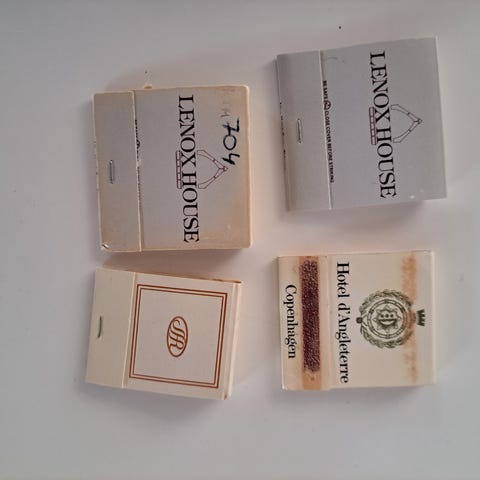 LENOX HOUSE
704
LENOX HOUSE
BE SAFE CLOSE COVER BEFORE STRIKING
Hotel d'Angleterre
Copenhagen